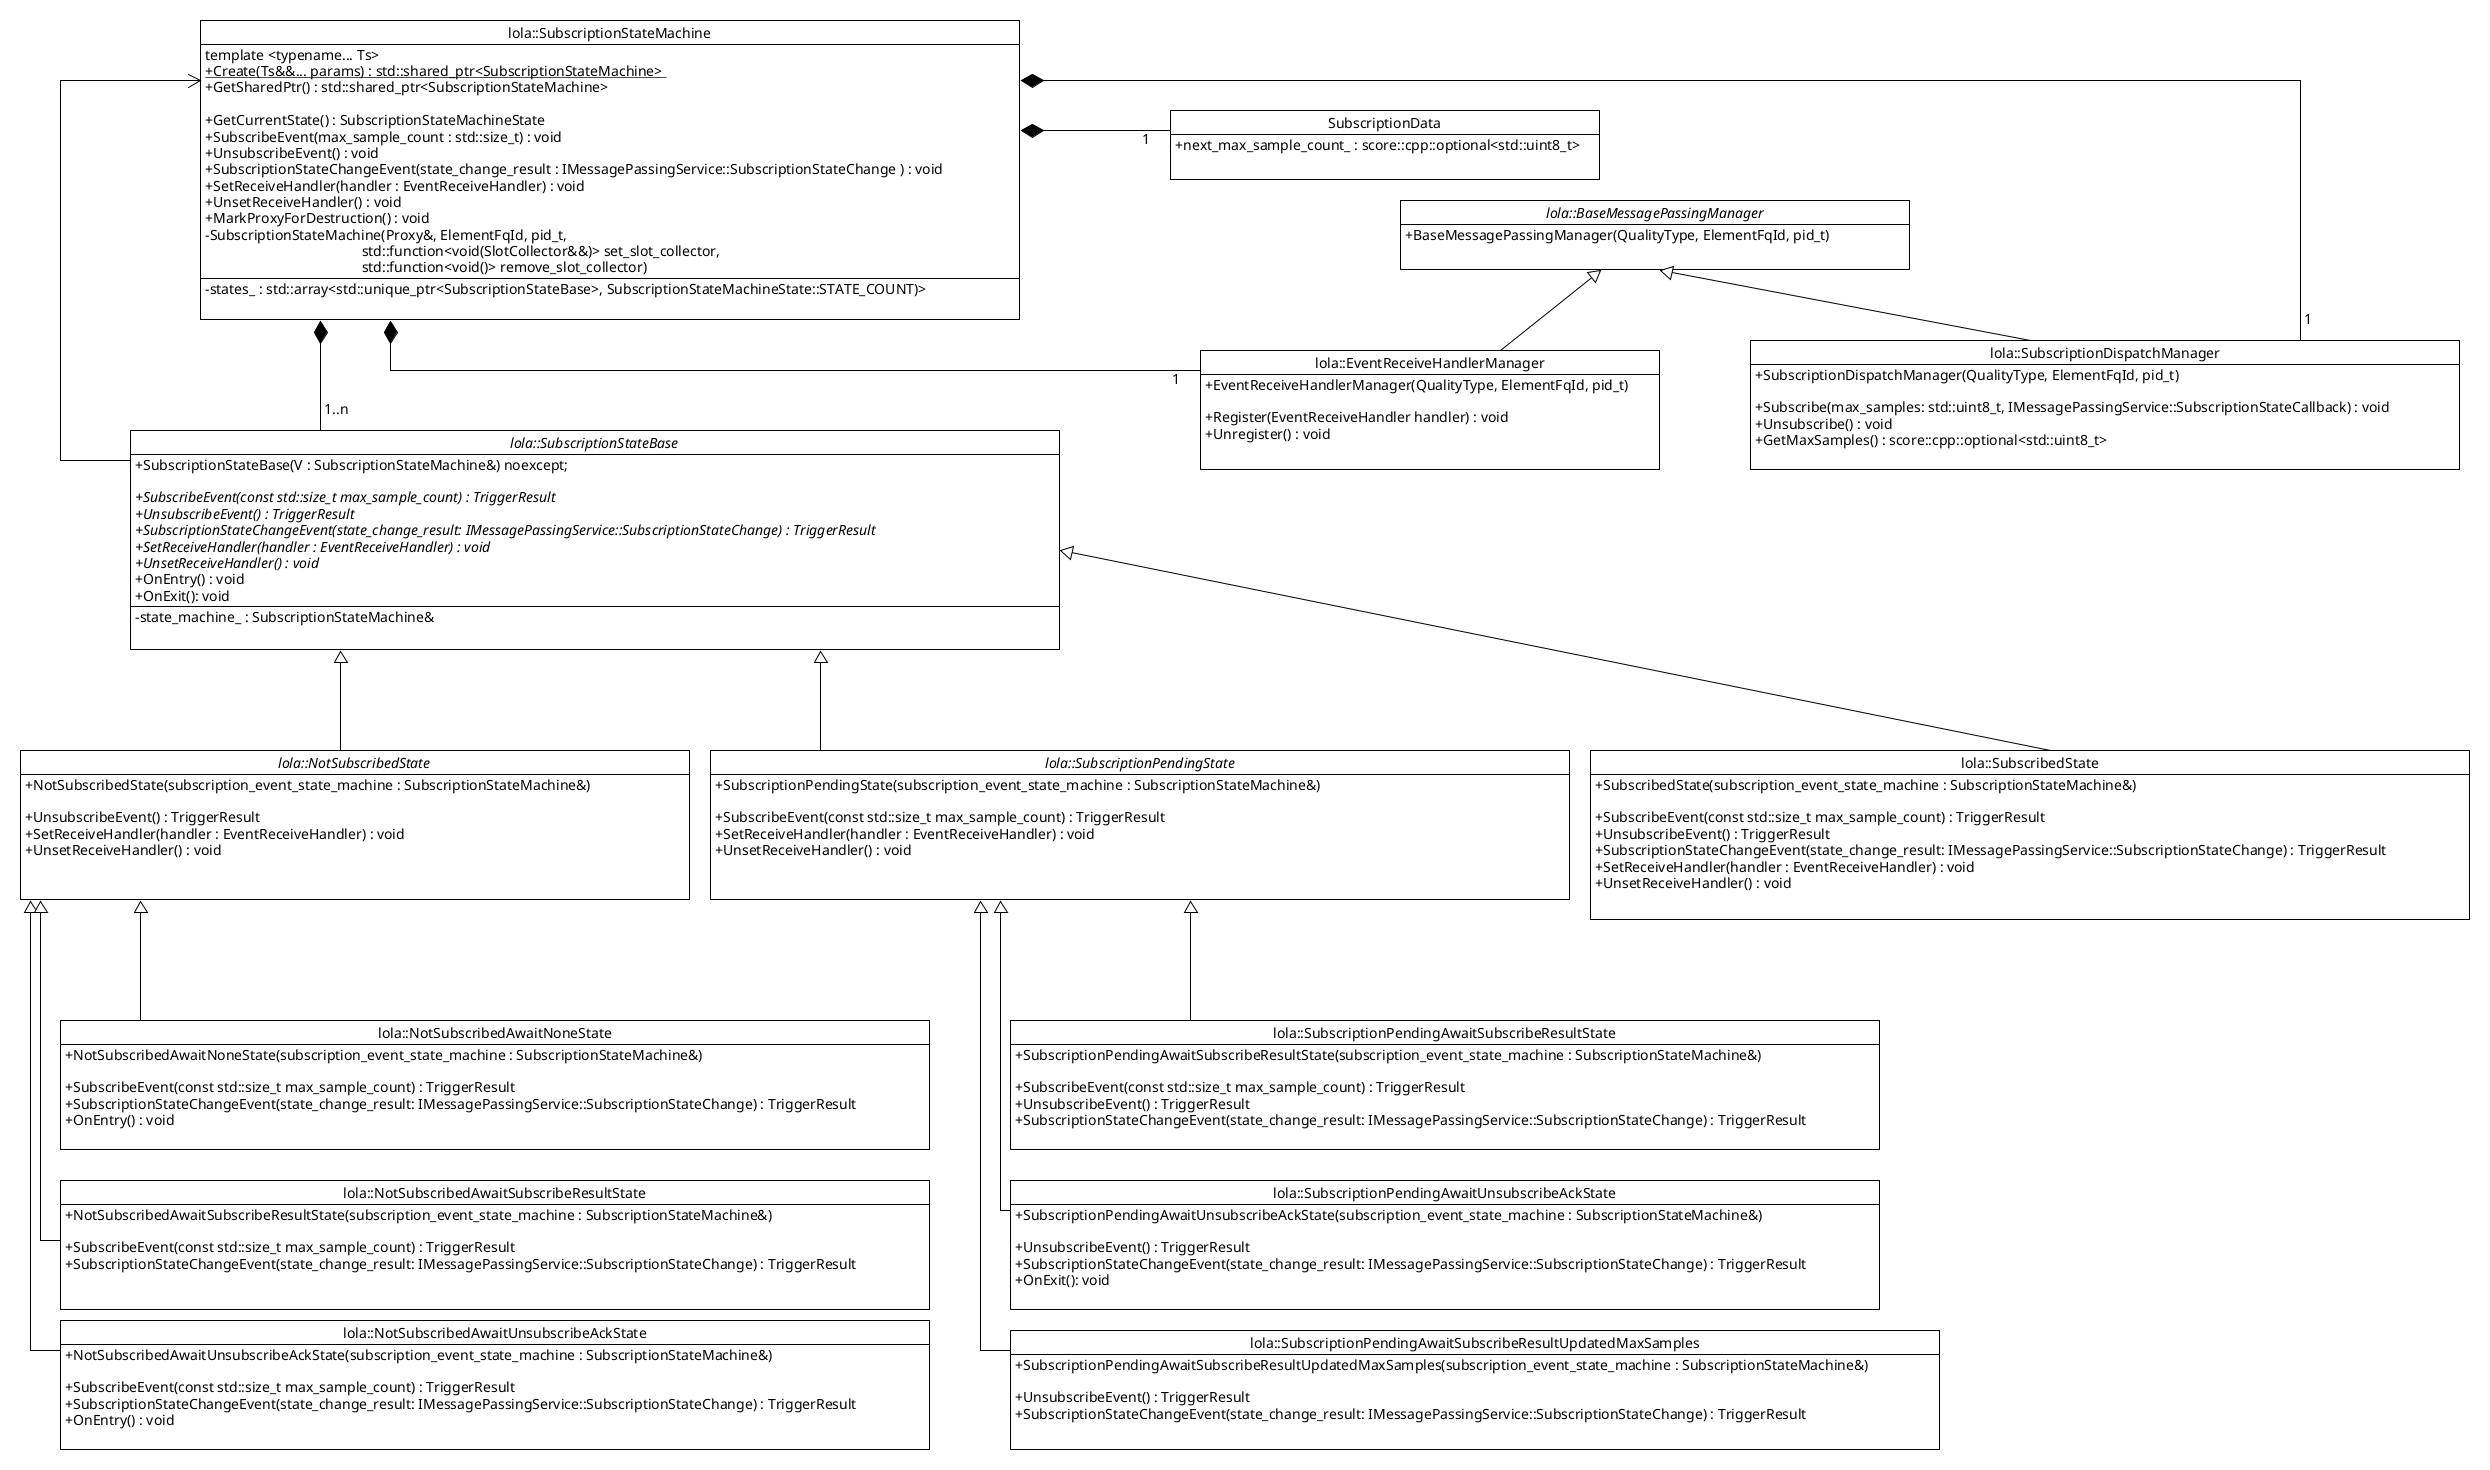 lola::SubscriptionStateMachine
template <typename... Ts>
+Create(Ts&&... params) : std::shared_ptr<SubscriptionStateMachine>
+GetSharedPtr() : std::shared_ptr<SubscriptionStateMachine>
+GetCurrentState() : SubscriptionStateMachineState
+SubscribeEvent(max_sample_count : std::size_t) : void
+UnsubscribeEvent() : void
+SubscriptionStateChangeEvent(state_change_result : IMessagePassingService::SubscriptionStateChange ) : void
+SetReceiveHandler(handler : EventReceiveHandler) : void
+UnsetReceiveHandler() : void
+MarkProxyForDestruction() : void
-SubscriptionStateMachine(Proxy&, ElementFqId, pid_t,
std::function<void(SlotCollector&&)> set_slot_collector,
std::function<void()> remove_slot_collector)
-states_ : std::array<std::unique_ptr<SubscriptionStateBase>, SubscriptionStateMachineState::STATE_COUNT)>
1
SubscriptionData
+next_max_sample_count_ : score::cpp::optional<std::uint8_t>
lola::BaseMessagePassingManager
+BaseMessagePassingManager(QualityType, ElementFqId, pid_t)
1
1
1..n
lola::EventReceiveHandlerManager
+EventReceiveHandlerManager(QualityType, ElementFqId, pid_t)
+Register(EventReceiveHandler handler) : void
+Unregister() : void
lola::SubscriptionDispatchManager
+SubscriptionDispatchManager(QualityType, ElementFqId, pid_t)
+Subscribe(max_samples: std::uint8_t, IMessagePassingService::SubscriptionStateCallback) : void
+Unsubscribe() : void
+GetMaxSamples() : score::cpp::optional<std::uint8_t>
lola::SubscriptionStateBase
+SubscriptionStateBase(V : SubscriptionStateMachine&) noexcept;
+SubscribeEvent(const std::size_t max_sample_count) : TriggerResult
+UnsubscribeEvent() : TriggerResult
+SubscriptionStateChangeEvent(state_change_result: IMessagePassingService::SubscriptionStateChange) : TriggerResult
+SetReceiveHandler(handler : EventReceiveHandler) : void
+UnsetReceiveHandler() : void
+OnEntry() : void
+OnExit(): void
-state_machine_ : SubscriptionStateMachine&
lola::NotSubscribedState
+NotSubscribedState(subscription_event_state_machine : SubscriptionStateMachine&)
+UnsubscribeEvent() : TriggerResult
+SetReceiveHandler(handler : EventReceiveHandler) : void
+UnsetReceiveHandler() : void
lola::SubscriptionPendingState
+SubscriptionPendingState(subscription_event_state_machine : SubscriptionStateMachine&)
+SubscribeEvent(const std::size_t max_sample_count) : TriggerResult
+SetReceiveHandler(handler : EventReceiveHandler) : void
+UnsetReceiveHandler() : void
lola::SubscribedState
+SubscribedState(subscription_event_state_machine : SubscriptionStateMachine&)
+SubscribeEvent(const std::size_t max_sample_count) : TriggerResult
+UnsubscribeEvent() : TriggerResult
+SubscriptionStateChangeEvent(state_change_result: IMessagePassingService::SubscriptionStateChange) : TriggerResult
+SetReceiveHandler(handler : EventReceiveHandler) : void
+UnsetReceiveHandler() : void
lola::NotSubscribedAwaitNoneState
+NotSubscribedAwaitNoneState(subscription_event_state_machine : SubscriptionStateMachine&)
+SubscribeEvent(const std::size_t max_sample_count) : TriggerResult
+SubscriptionStateChangeEvent(state_change_result: IMessagePassingService::SubscriptionStateChange) : TriggerResult
+OnEntry() : void
lola::SubscriptionPendingAwaitSubscribeResultState
+SubscriptionPendingAwaitSubscribeResultState(subscription_event_state_machine : SubscriptionStateMachine&)
+SubscribeEvent(const std::size_t max_sample_count) : TriggerResult
+UnsubscribeEvent() : TriggerResult
+SubscriptionStateChangeEvent(state_change_result: IMessagePassingService::SubscriptionStateChange) : TriggerResult
lola::NotSubscribedAwaitSubscribeResultState
+NotSubscribedAwaitSubscribeResultState(subscription_event_state_machine : SubscriptionStateMachine&)
+SubscribeEvent(const std::size_t max_sample_count) : TriggerResult
+SubscriptionStateChangeEvent(state_change_result: IMessagePassingService::SubscriptionStateChange) : TriggerResult
lola::SubscriptionPendingAwaitUnsubscribeAckState
+SubscriptionPendingAwaitUnsubscribeAckState(subscription_event_state_machine : SubscriptionStateMachine&)
+UnsubscribeEvent() : TriggerResult
+SubscriptionStateChangeEvent(state_change_result: IMessagePassingService::SubscriptionStateChange) : TriggerResult
+OnExit(): void
lola::NotSubscribedAwaitUnsubscribeAckState
+NotSubscribedAwaitUnsubscribeAckState(subscription_event_state_machine : SubscriptionStateMachine&)
+SubscribeEvent(const std::size_t max_sample_count) : TriggerResult
+SubscriptionStateChangeEvent(state_change_result: IMessagePassingService::SubscriptionStateChange) : TriggerResult
+OnEntry() : void
lola::SubscriptionPendingAwaitSubscribeResultUpdatedMaxSamples
+SubscriptionPendingAwaitSubscribeResultUpdatedMaxSamples(subscription_event_state_machine : SubscriptionStateMachine&)
+UnsubscribeEvent() : TriggerResult
+SubscriptionStateChangeEvent(state_change_result: IMessagePassingService::SubscriptionStateChange) : TriggerResult